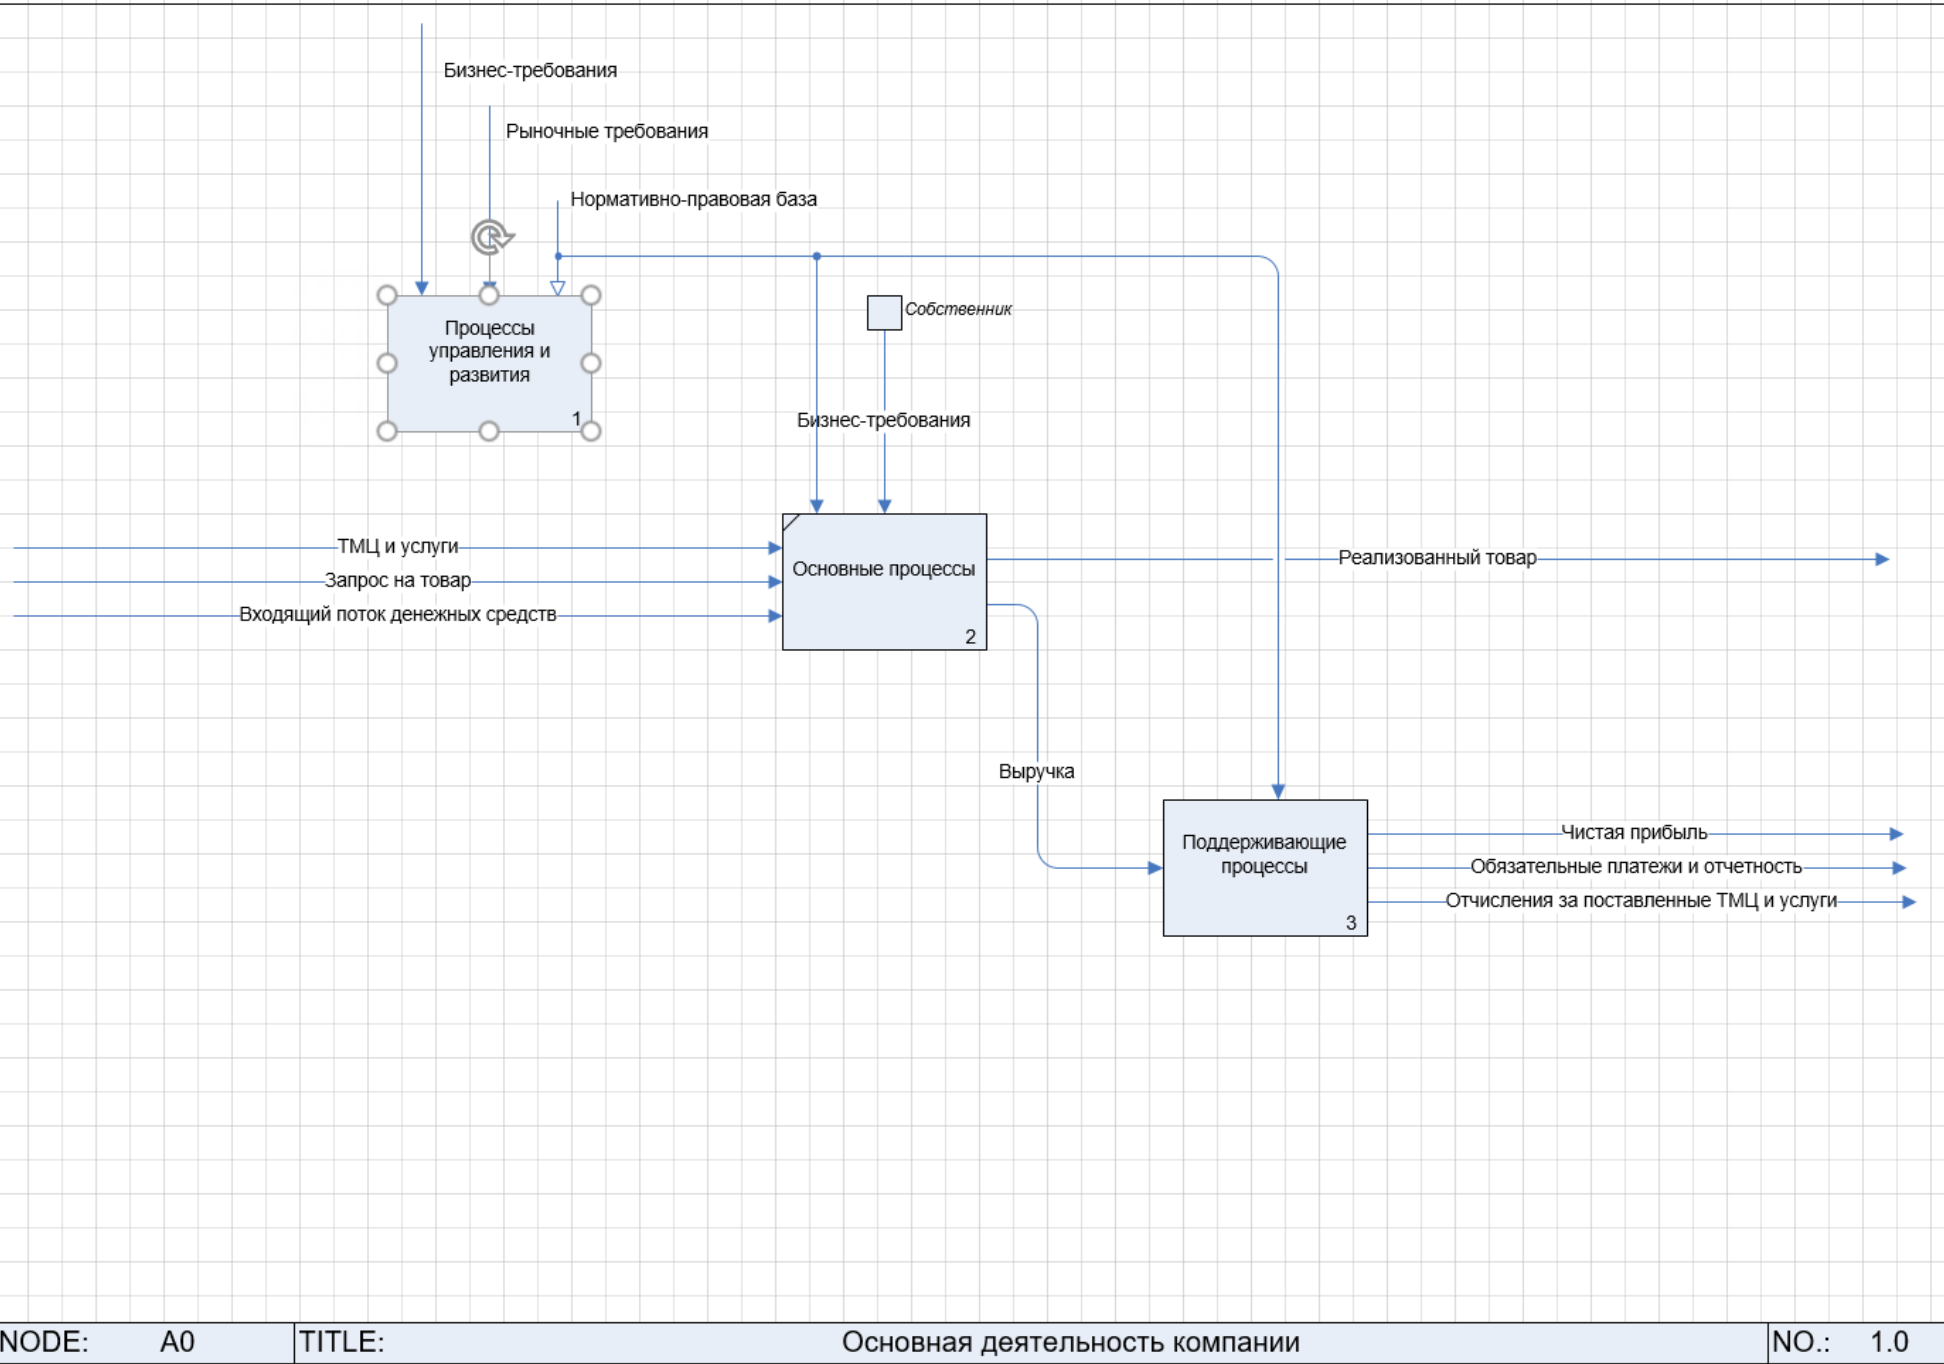 Бизнес-требования
Рыночные требования
Нормативно-правовая база
Процессы
управления и
развития
1
Собственник
Бизнес-требования
ТМЦ и услуги
Запрос на товар
Входящий поток денежных средств
Основные процессы
2
Реализованный товар
Выручка
Поддерживающие
процессы
3
Чистая прибыль
Обязательные платежи и отчетность
Отчисления за поставленные ТМЦ и услуги
NODE: A0 TITLE: Основная деятельность компании NO.: 1.0